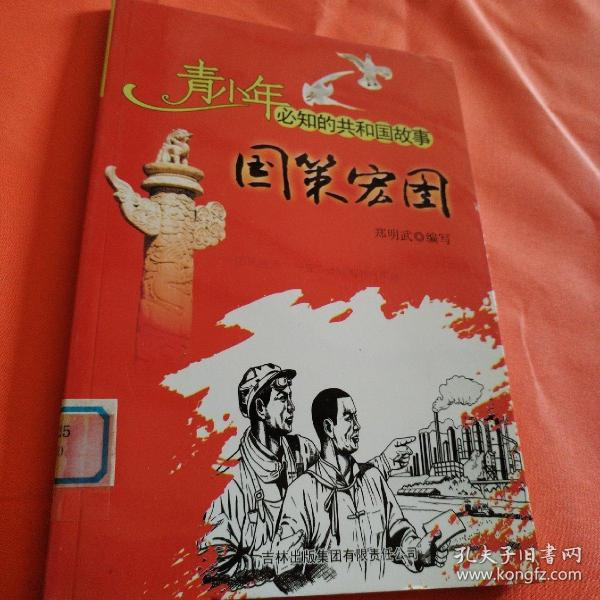 青少年
必知的共和国故事
国策宏图
郑明武◎编写
25
0)
吉林出版集团有限责任公司
孔夫子旧书网
www.kongfz.com